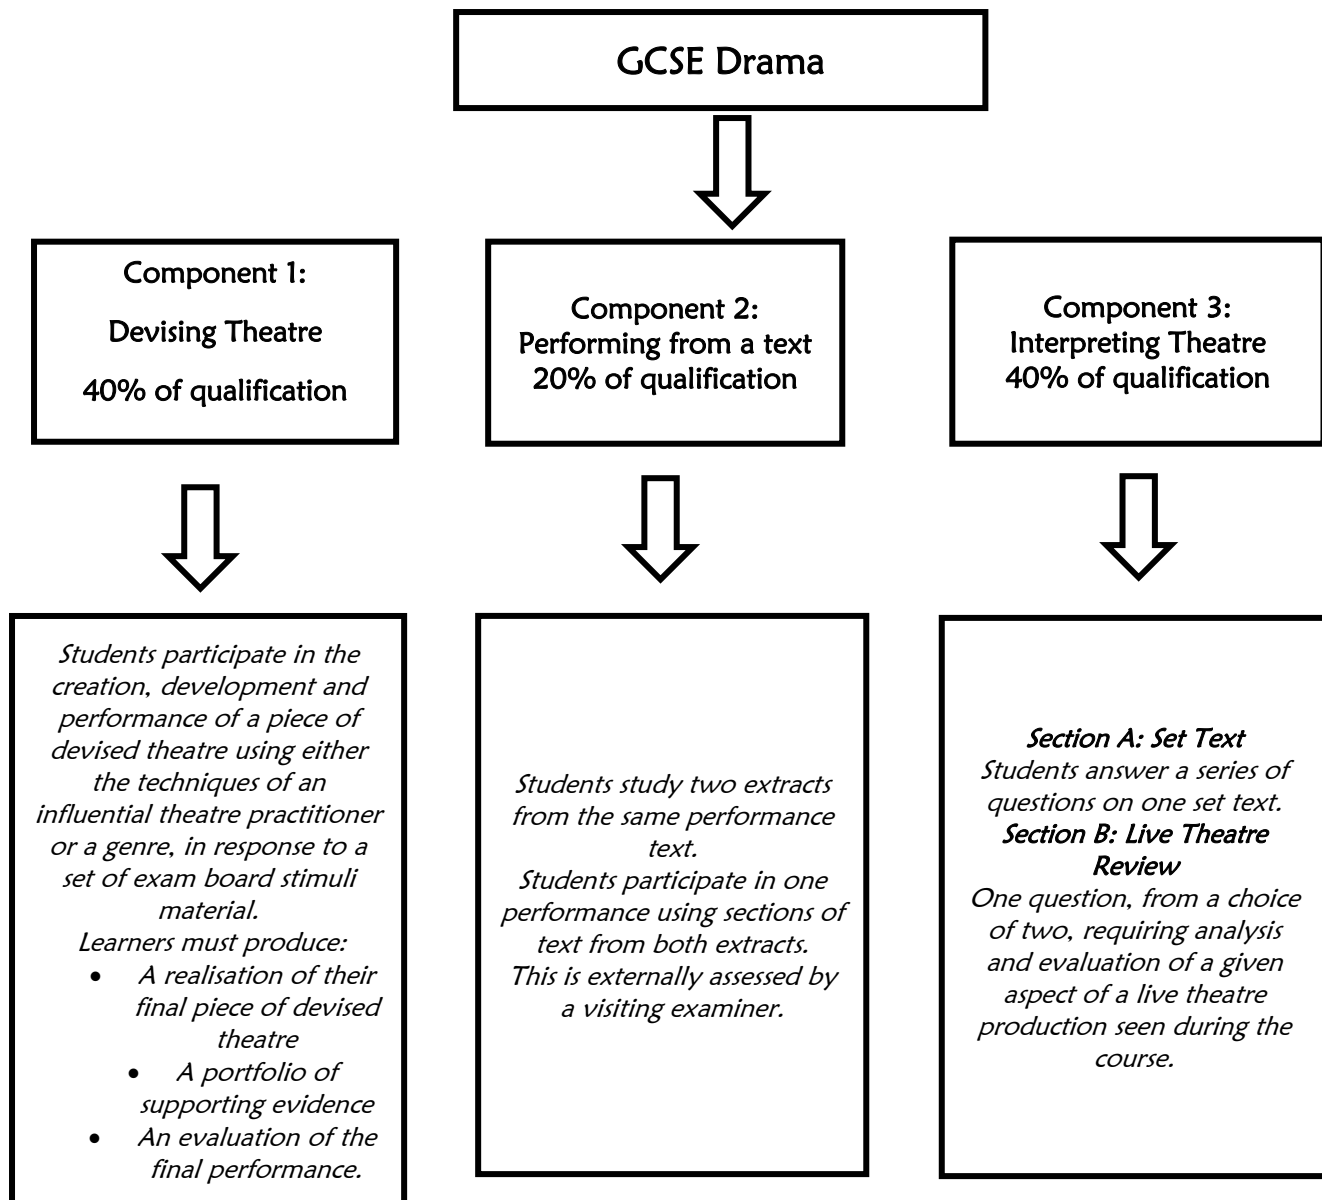 GCSE Drama
Component 1:
Devising Theatre
40% of qualification
Component 2:
Performing from a text
20% of qualification
Component 3:
Interpreting Theatre
40% of qualification
Students participate in the
creation, development and
performance of a piece of
devised theatre using either
the techniques of an
influential theatre practitioner
or a genre, in response to a
set of exam board stimuli
material.
Learners must produce:
• A realisation of their
final piece of devised
theatre
• A portfolio of
supporting evidence
• An evaluation of the
final performance.
Students study two extracts
from the same performance
text.
Students participate in one
performance using sections of
text from both extracts.
This is externally assessed by
a visiting examiner.
Section A: Set Text
Students answer a series of
questions on one set text.
Section B: Live Theatre
Review
One question, from a choice
of two, requiring analysis
and evaluation of a given
aspect of a live theatre
production seen during the
course.